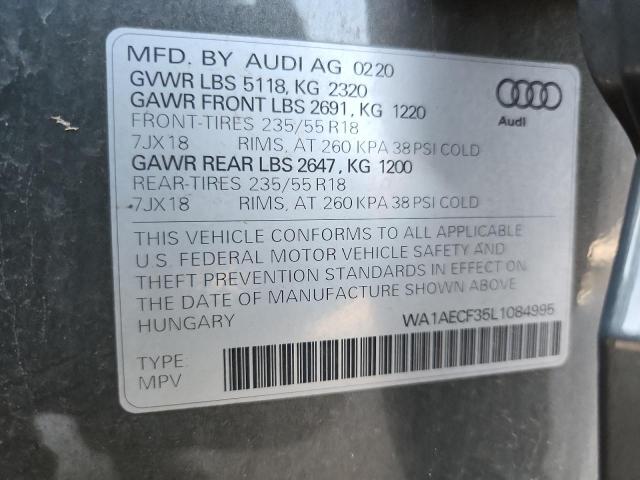 MFD. BY AUDI AG 0220
GVWR LBS 5118, KG 2320
GAWR FRONT LBS 2691, KG 1220
FRONT-TIRES 235/55 R18
7JX18 RIMS, AT 260 KPA 38 PSI COLD
GAWR REAR LBS 2647, KG 1200
REAR-TIRES 235/55 R18
7JX18 RIMS, AT 260 KPA 38 PSI COLD
Audi
THIS VEHICLE CONFORMS TO ALL APPLICABLE
U.S. FEDERAL MOTOR VEHICLE SAFETY AND
THEFT PREVENTION STANDARDS IN EFFECT ON
THE DATE OF MANUFACTURE SHOWN ABOVE
HUNGARY
WA1AECF35L1084995
TYPE:
MPV